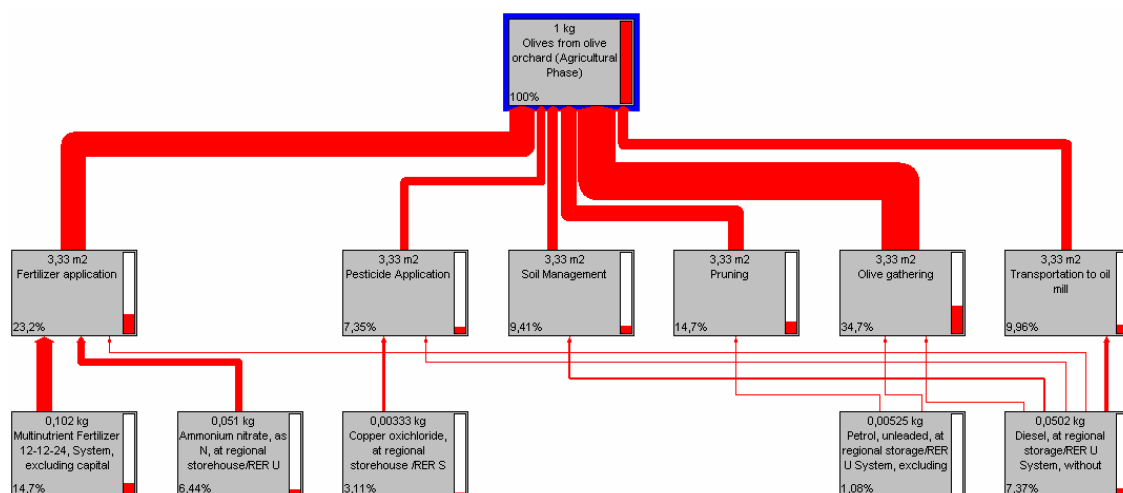 1 kg
Olives from olive
orchard (Agricultural
Phase)
100%
3,33 m2
Fertilizer application
23,2%
3,33 m2
Pesticide Application
7,35%
3,33 m2
Soil Management
9,41%
3,33 m2
Pruning
14,7%
3,33 m2
Olive gathering
34,7%
3,33 m2
Transportation to oil
mill
9,96%
0,102 kg
Multinutrient Fertilizer
12-12-24, System,
excluding capital
14,7%
0,051 kg
Ammonium nitrate, as
N, at regional
storehouse/RER U
6,44%
0,00333 kg
Copper oxichloride,
at regional
storehouse /RER S
3,11%
0,00525 kg
Petrol, unleaded, at
regional storage/RER
U System, excluding
1,08%
0,0502 kg
Diesel, at regional
storage/RER U
System, without
7,37%